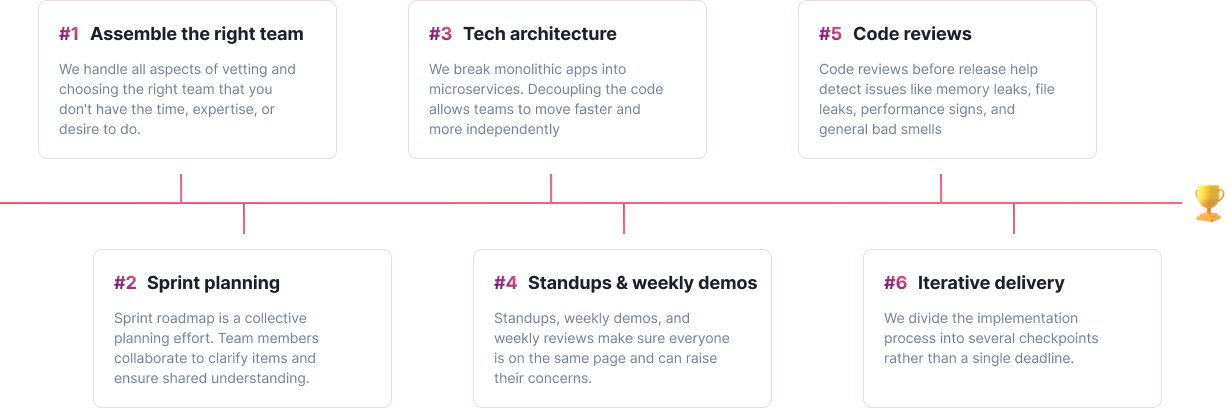 #1 Assemble the right team
We handle all aspects of vetting and
choosing the right team that you
don't have the time, expertise, or
desire to do.
#2 Sprint planning
Sprint roadmap is a collective
planning effort. Team members
collaborate to clarify items and
ensure shared understanding.
#3 Tech architecture
We break monolithic apps into
microservices. Decoupling the code
allows teams to move faster and
more independently
#4 Standups & weekly demos
Standups, weekly demos, and
weekly reviews make sure everyone
is on the same page and can raise
their concerns.
#5 Code reviews
Code reviews before release help
detect issues like memory leaks, file
leaks, performance signs, and
general bad smells
#6 Iterative delivery
We divide the implementation
process into several checkpoints
rather than a single deadline.